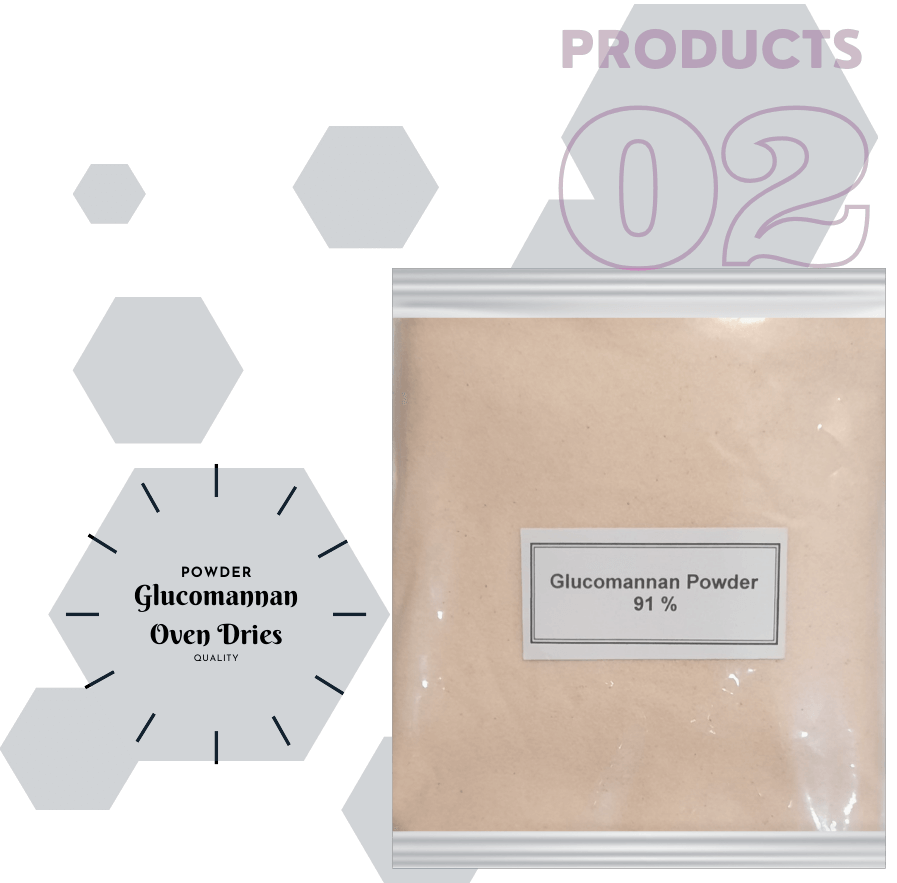 PRODUCTS
02
POWDER
Glucomannan
Oven Dries
QUALITY
Glucomannan Powder
91 %